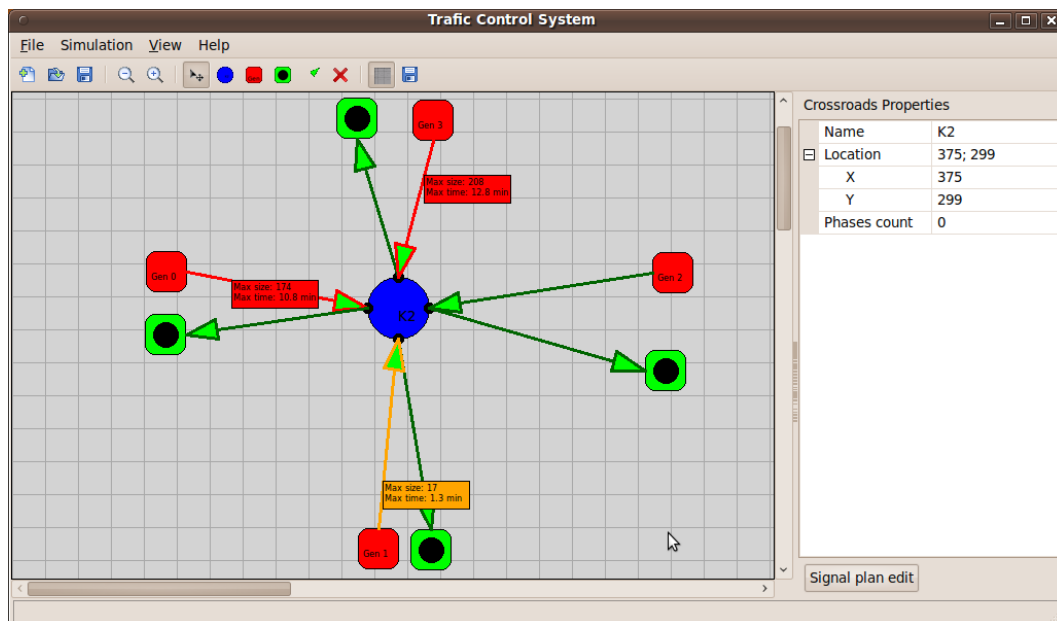 Trafic Control System
File Simulation View Help
Crossroads Properties
Name K2
Location 375; 299
X 375
Y 299
Phases count 0
Gen 3
Max size: 208
Max time: 12.8 min
Gen 0
Max size: 174
Max time: 10.8 min
Gen 2
K2
Max size: 17
Max time: 1.3 min
Gen 1
Signal plan edit